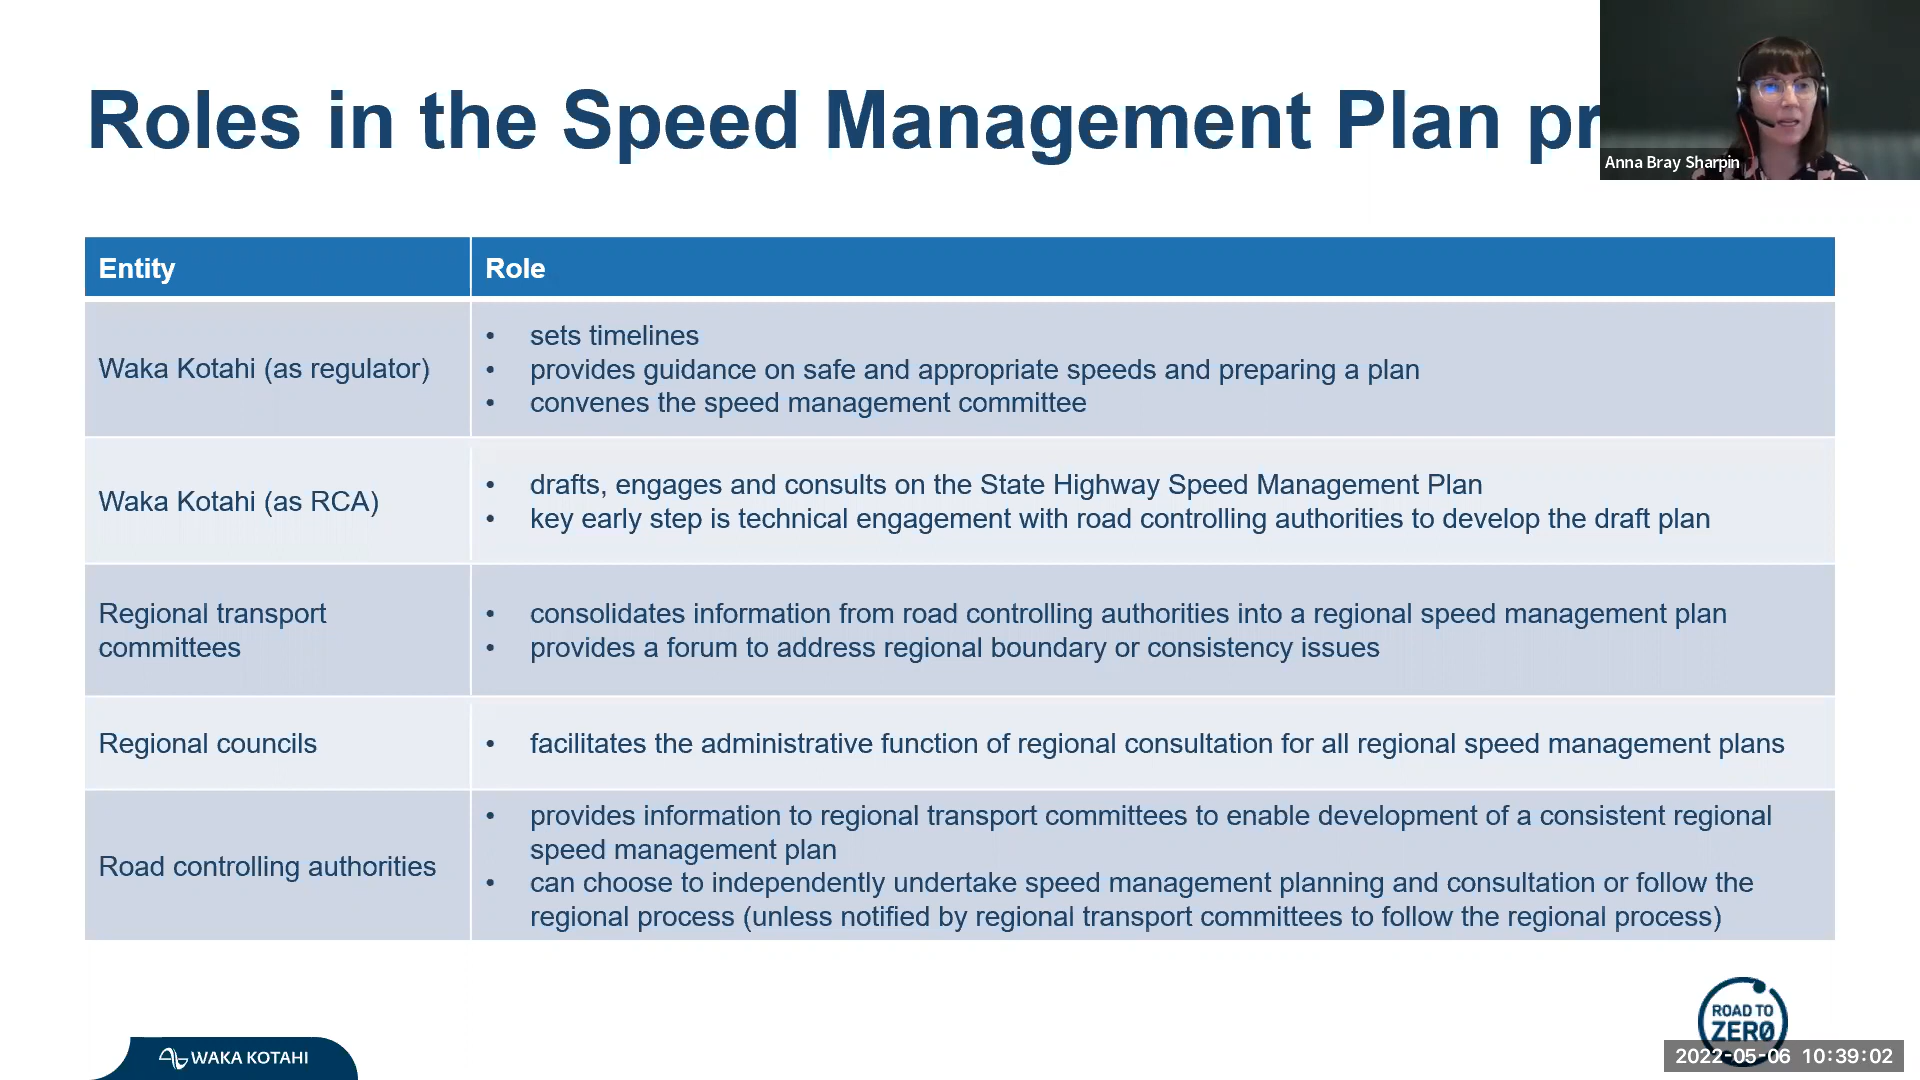 Roles in the Speed Management Plan pr
Anna Bray Sharpin
Entity
Role
Waka Kotahi (as regulator)
• sets timelines
• provides guidance on safe and appropriate speeds and preparing a plan
• convenes the speed management committee
Waka Kotahi (as RCA)
• drafts, engages and consults on the State Highway Speed Management Plan
• key early step is technical engagement with road controlling authorities to develop the draft plan
Regional transport
committees
• consolidates information from road controlling authorities into a regional speed management plan
• provides a forum to address regional boundary or consistency issues
Regional councils
• facilitates the administrative function of regional consultation for all regional speed management plans
Road controlling authorities
• provides information to regional transport committees to enable development of a consistent regional
speed management plan
• can choose to independently undertake speed management planning and consultation or follow the
regional process (unless notified by regional transport committees to follow the regional process)
WAKA KOTAHI
ROAD TO
ZERO
2022-05-06 10:39:02